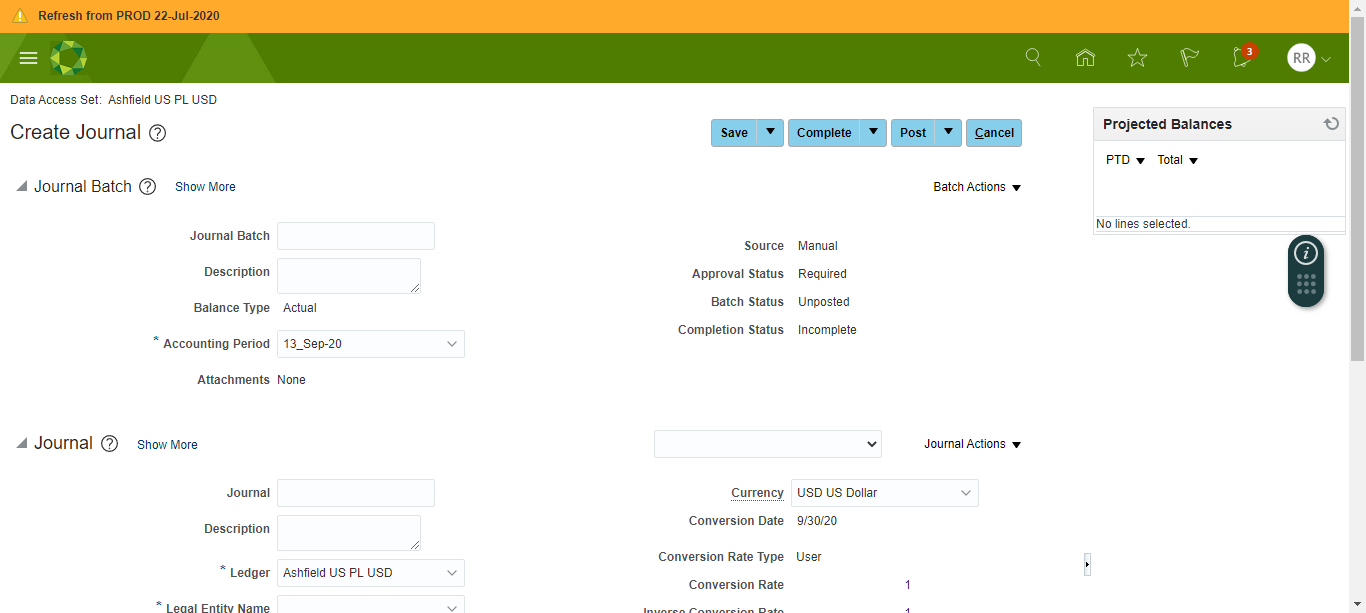 Refresh from PROD 22-Jul-2020
3
RR
Data Access Set: Ashfield US PL USD
Create Journal ?
Save Complete Post Cancel
Projected Balances
PTD Total
No lines selected.
i
Journal Batch ? Show More Batch Actions
Journal Batch
Description
Balance Type Actual
* Accounting Period 13_Sep-20
Attachments None
Source Manual
Approval Status Required
Batch Status Unposted
Completion Status Incomplete
Journal ? Show More Journal Actions
Journal
Description
* Ledger Ashfield US PL USD
* Legal Entity Name
Currency USD US Dollar
Conversion Date 9/30/20
Conversion Rate Type User
Conversion Rate 1
Inverse Conversion Rate 1